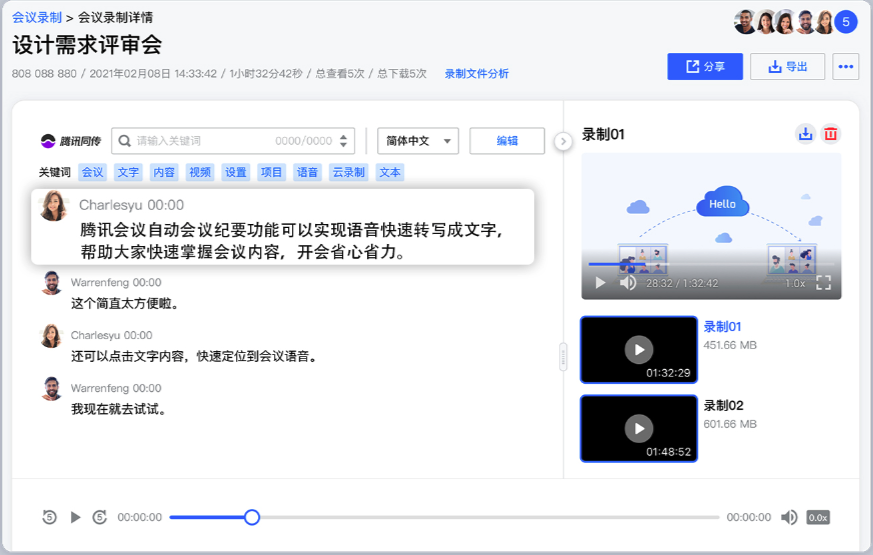 会议录制 > 会议录制详情
5
设计需求评审会
808 088 880 / 2021年02月08日 14:33:42 / 1小时32分42秒 / 总查看5次 / 总下载5次 录制文件分析
分享
导出
腾讯同传
请输入关键词
0000/0000
简体中文
编辑
关键词 会议 文字 内容 视频 设置 项目 语音 云录制 文本
Charlesyu 00:00
腾讯会议自动会议纪要功能可以实现语音快速转写成文字，
帮助大家快速掌握会议内容，开会省心省力。
Warrenfeng 00:00
这个简直太方便啦。
Charlesyu 00:00
还可以点击文字内容，快速定位到会议语音。
Warrenfeng 00:00
我现在就去试试。
录制01
Hello
28:32 / 1:32:42
1.0x
01:32:29
录制01
451.66 MB
01:48:52
录制02
601.66 MB
5
5
00:00:00
00:00:00
0.0x